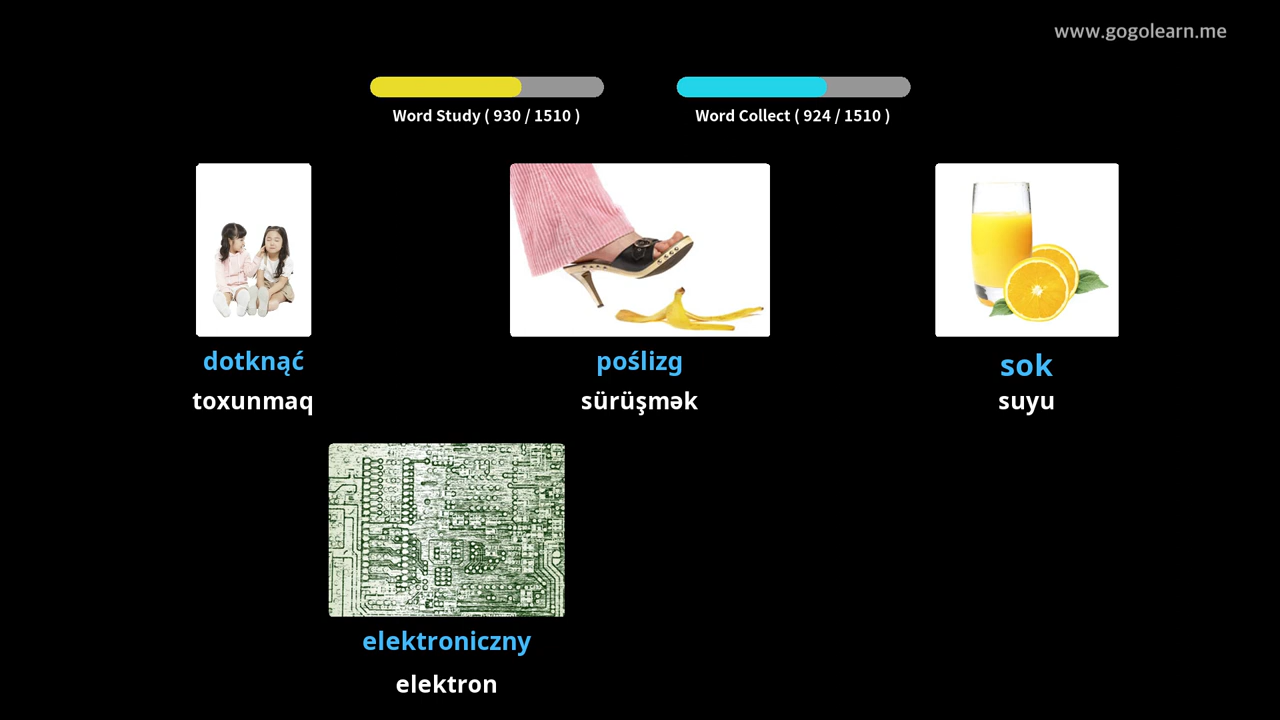 www.gogolearn.me
Word Study ( 930 / 1510 )
Word Collect ( 924 / 1510 )
dotknąć
toxunmaq
poślizg
sürüşmək
sok
suyu
elektroniczny
elektron